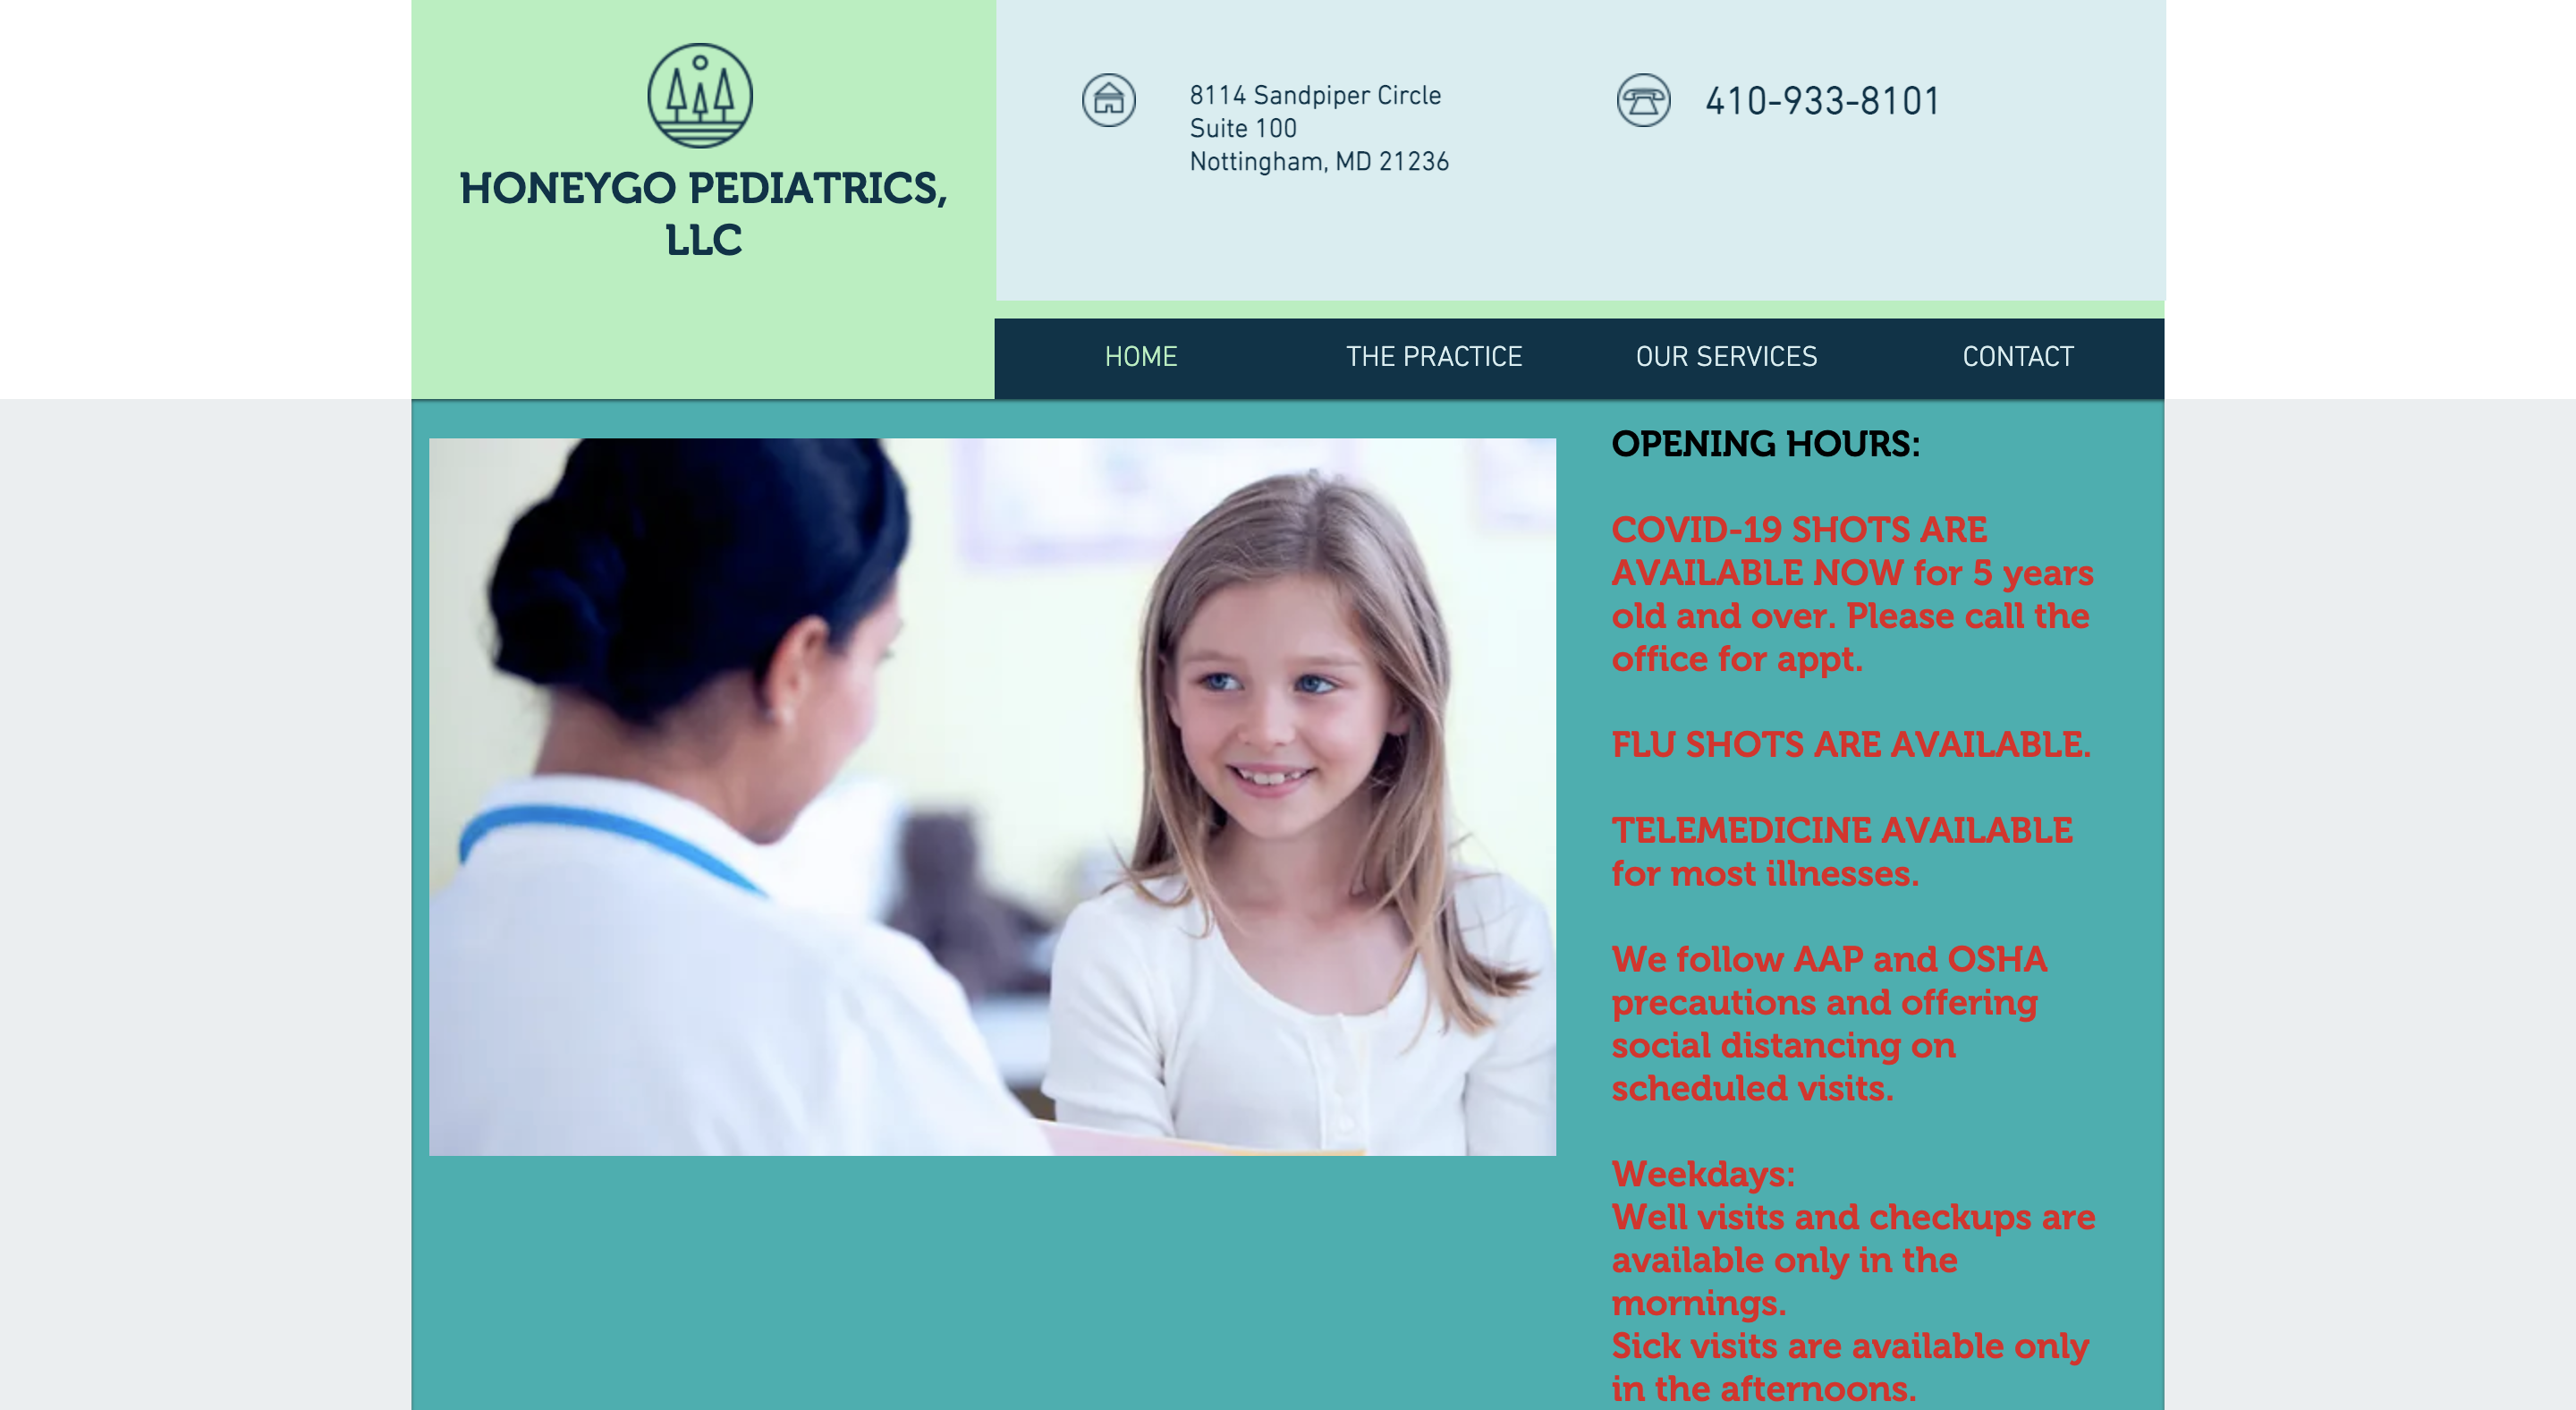 HONEYGO PEDIATRICS,
LLC
8114 Sandpiper Circle
Suite 100
Nottingham, MD 21236
410-933-8101
HOME
THE PRACTICE
OUR SERVICES
CONTACT
OPENING HOURS:
COVID-19 SHOTS ARE
AVAILABLE NOW for 5 years
old and over. Please call the
office for appt.
FLU SHOTS ARE AVAILABLE.
TELEMEDICINE AVAILABLE
for most illnesses.
We follow AAP and OSHA
precautions and offering
social distancing on
scheduled visits.
Weekdays:
Well visits and checkups are
available only in the
mornings.
Sick visits are available only
in the afternoons.